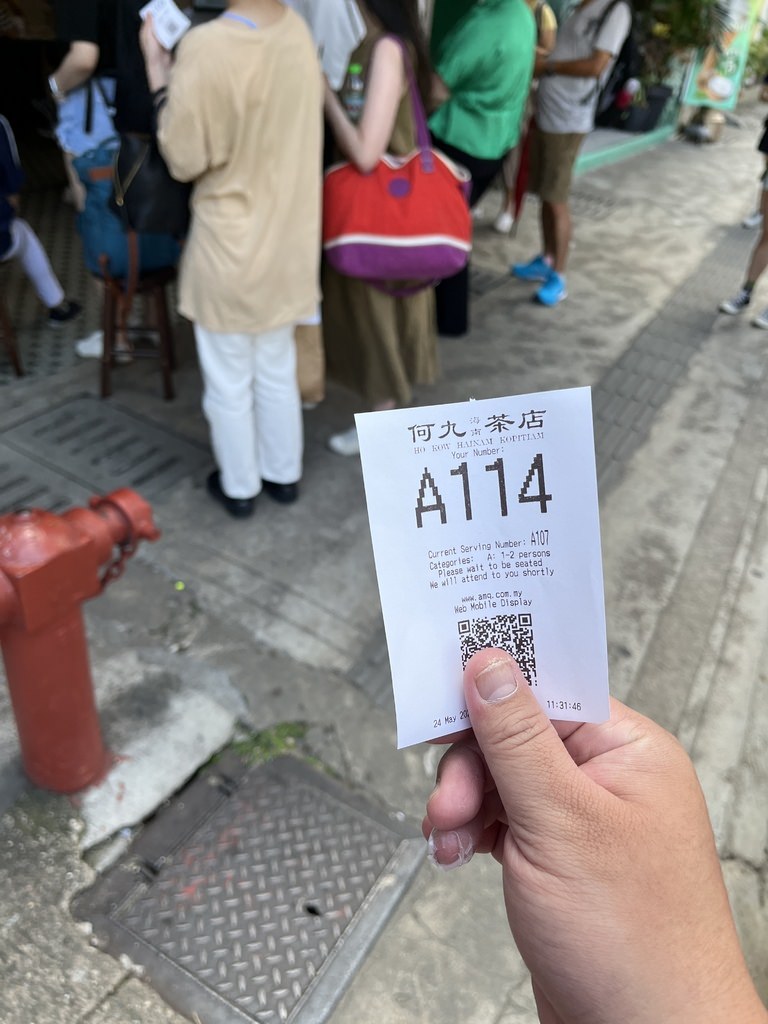 何九海南茶店
HO KOW HAINAM KOPITIAM
Your Number:
A114
Current Serving Number: A107
Categories: A: 1-2 persons
Please wait to be seated
We will attend to you shortly
www.amq.com.my
Web Mobile Display
24 May 11:31:46